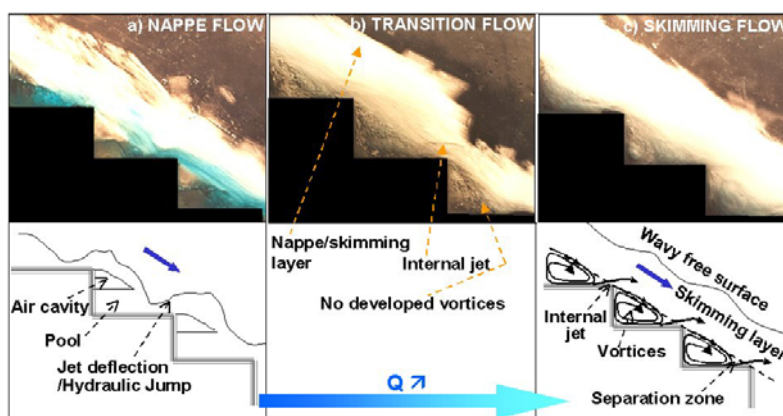 a) NAPPE FLOW
b) TRANSITION FLOW
c) SKIMMING FLOW
Nappe/skimming
layer
Internal jet
No developed vortices
Air cavity
Pool
Jet deflection
/Hydraulic Jump
Wavy free surface
Skimming layer
Internal
jet
Vortices
Separation zone
Q ↗